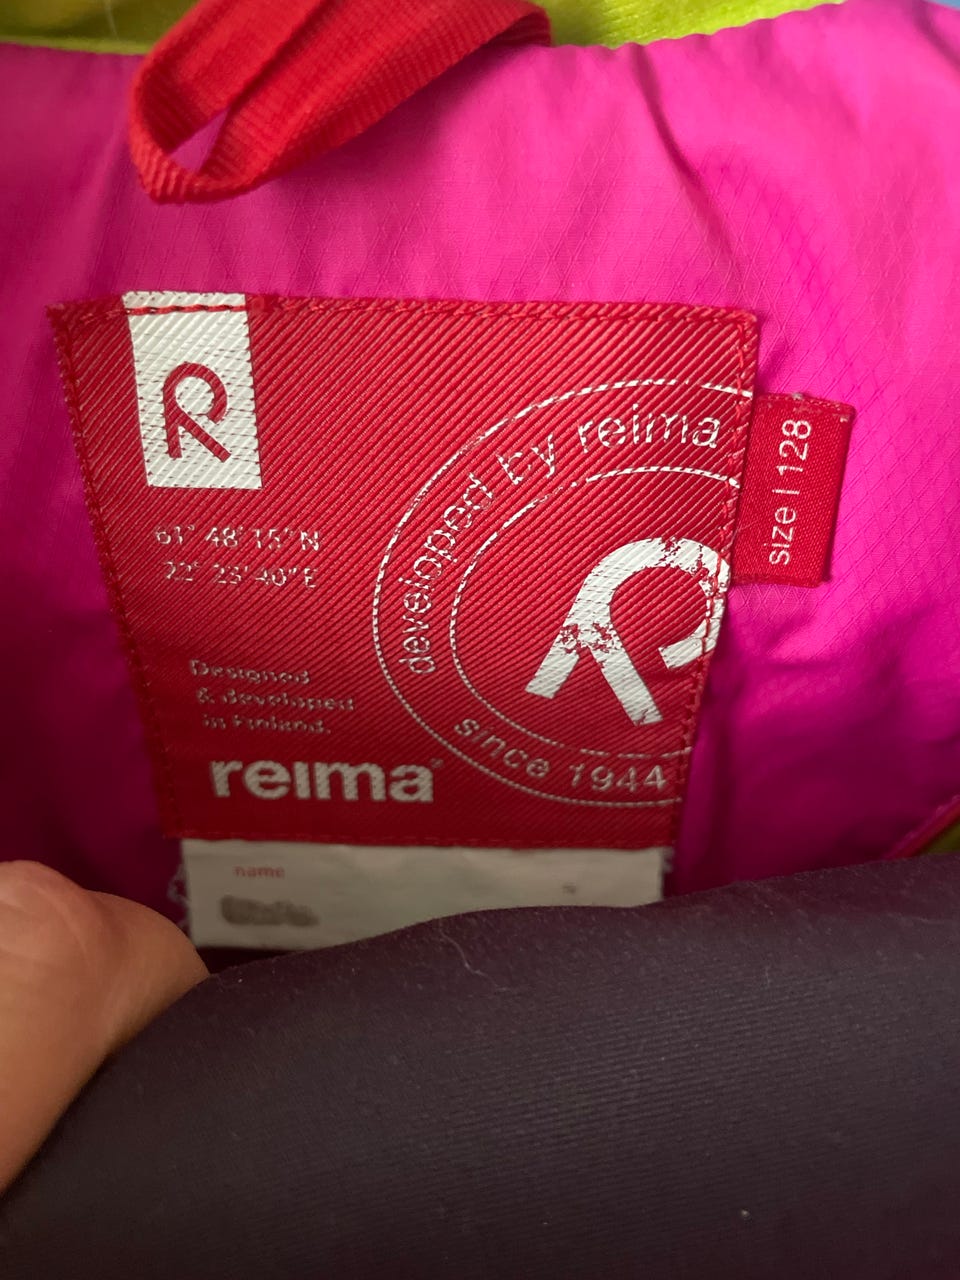 developed by reima
size | 128
61° 48' 15" N
22° 23' 40" E
Designed
& developed
in Finland.
since 1944
reima®
name